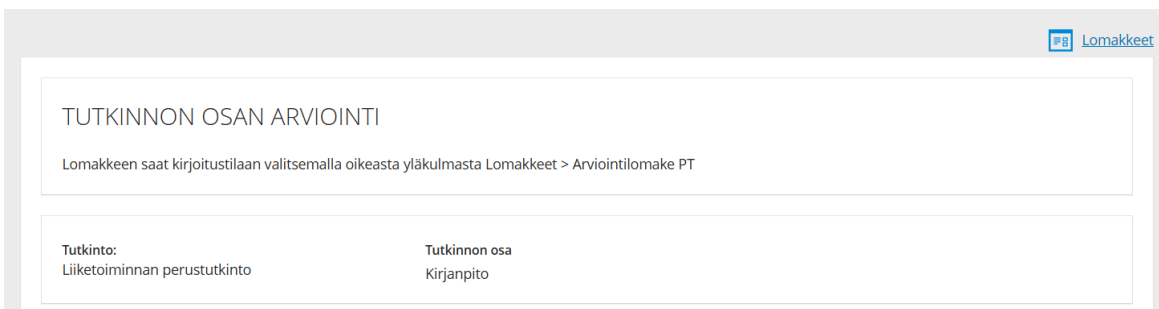 Lomakkeet
TUTKINNON OSAN ARVIOINTI
Lomakkeen saat kirjoitustilaan valitsemalla oikeasta yläkulmasta Lomakkeet > Arviointilomake PT
Tutkinto:
Liiketoiminnan perustutkinto
Tutkinnon osa
Kirjanpito